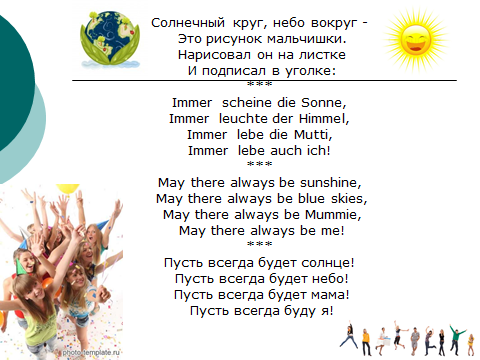 Солнечный круг, небо вокруг -
Это рисунок мальчишки.
Нарисовал он на листке
И подписал в уголке:
***
Immer scheine die Sonne,
Immer leuchte der Himmel,
Immer lebe die Mutti,
Immer lebe auch ich!
***
May there always be sunshine,
May there always be blue skies,
May there always be Mummie,
May there always be me!
***
Пусть всегда будет солнце!
Пусть всегда будет небо!
Пусть всегда будет мама!
Пусть всегда буду я!
phototemplate.ru